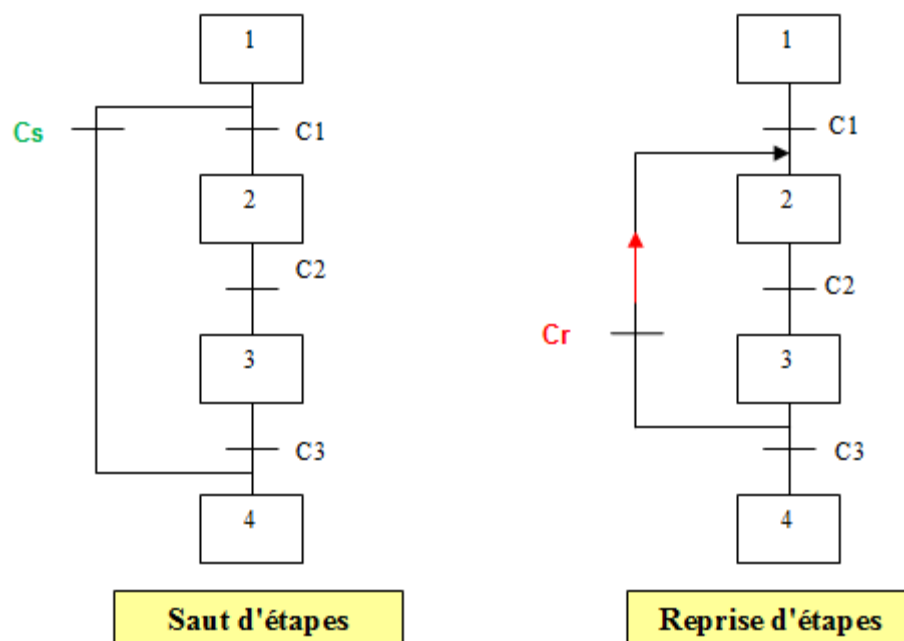 1
Cs
C1
2
C2
3
C3
4
Saut d'étapes
1
C1
2
C2
Cr
3
C3
4
Reprise d'étapes